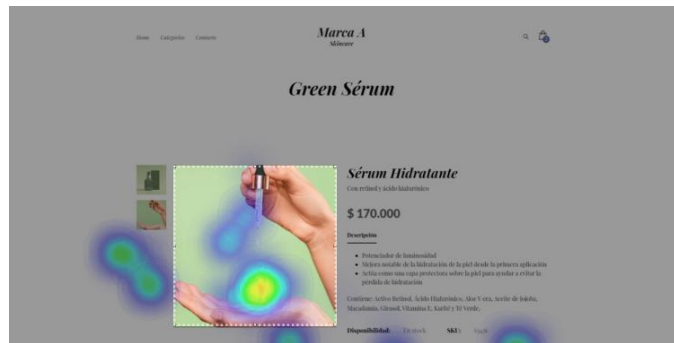 Home Categorías Contacto
Marca A
Skincare
Green Sérum
Sérum Hidratante
Con retinol y ácido hialurónico
$ 170.000
Descripción
Potenciador de luminosidad
Mejora notable de la hidratación de la piel desde la primera aplicación
Actúa como una capa protectora sobre la piel para ayudar a evitar la
pérdida de hidratación
Contiene: Activo Retinol, Ácido Hialurónico, Aloe Vera, Aceite de Jojoba,
Macadamia, Girasol, Vitamina E, Karité y Té Verde.
Disponibilidad: En stock SKU: